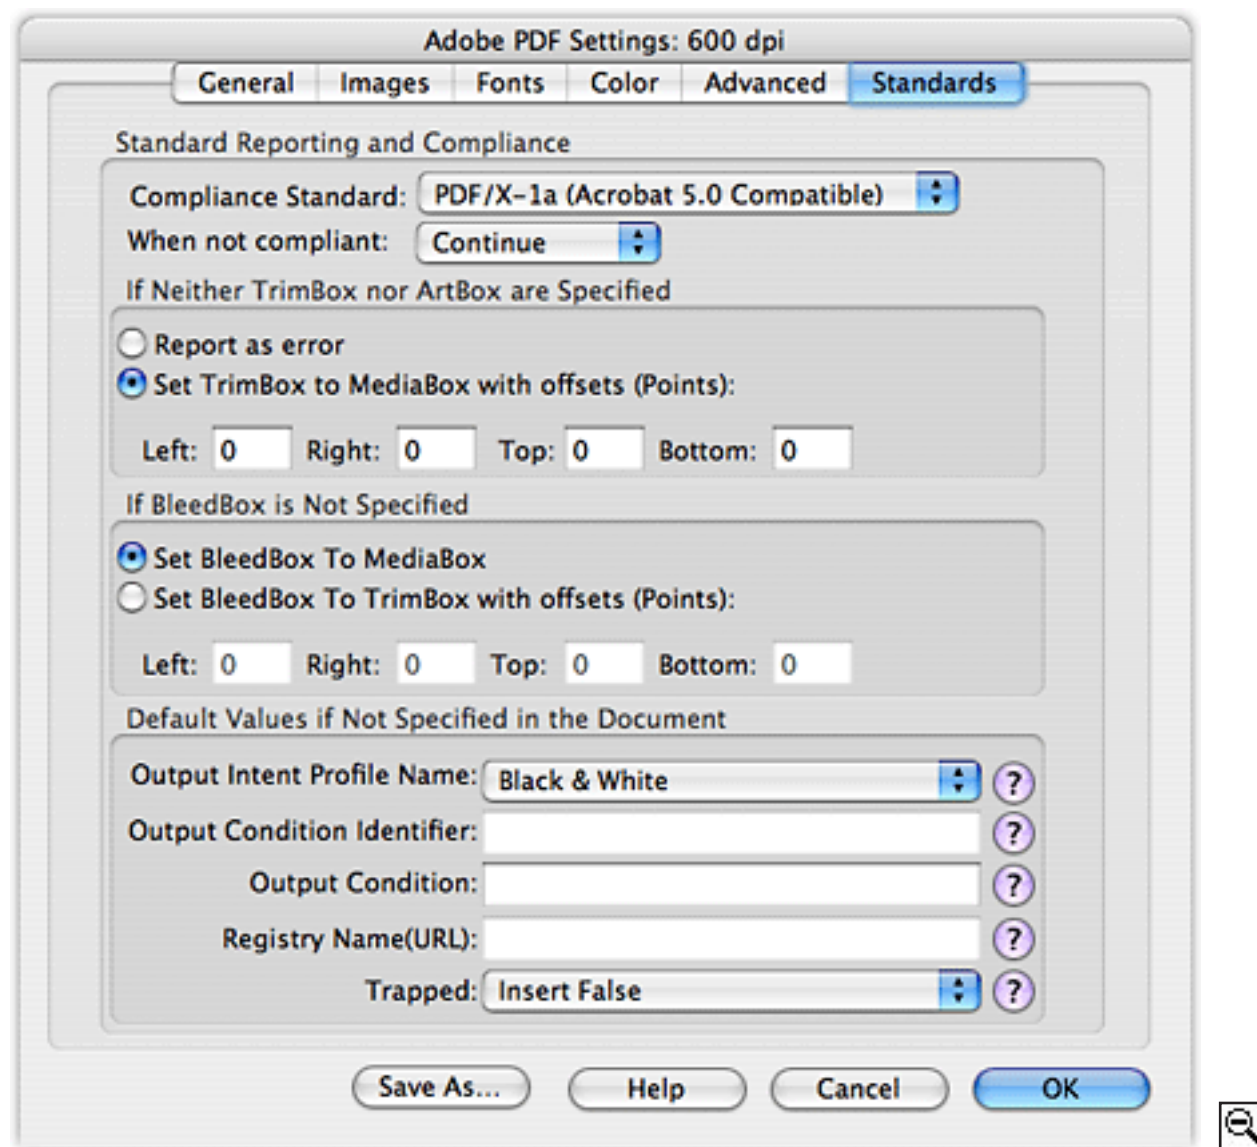 Adobe PDF Settings: 600 dpi
General Images Fonts Color Advanced Standards
Standard Reporting and Compliance
Compliance Standard: PDF/X-1a (Acrobat 5.0 Compatible)
When not compliant: Continue
If Neither TrimBox nor ArtBox are Specified
Report as error
Set TrimBox to MediaBox with offsets (Points):
Left: 0 Right: 0 Top: 0 Bottom: 0
If BleedBox is Not Specified
Set BleedBox To MediaBox
Set BleedBox To TrimBox with offsets (Points):
Left: 0 Right: 0 Top: 0 Bottom: 0
Default Values if Not Specified in the Document
Output Intent Profile Name: Black & White ?
Output Condition Identifier: ?
Output Condition: ?
Registry Name(URL): ?
Trapped: Insert False ?
Save As... Help Cancel OK